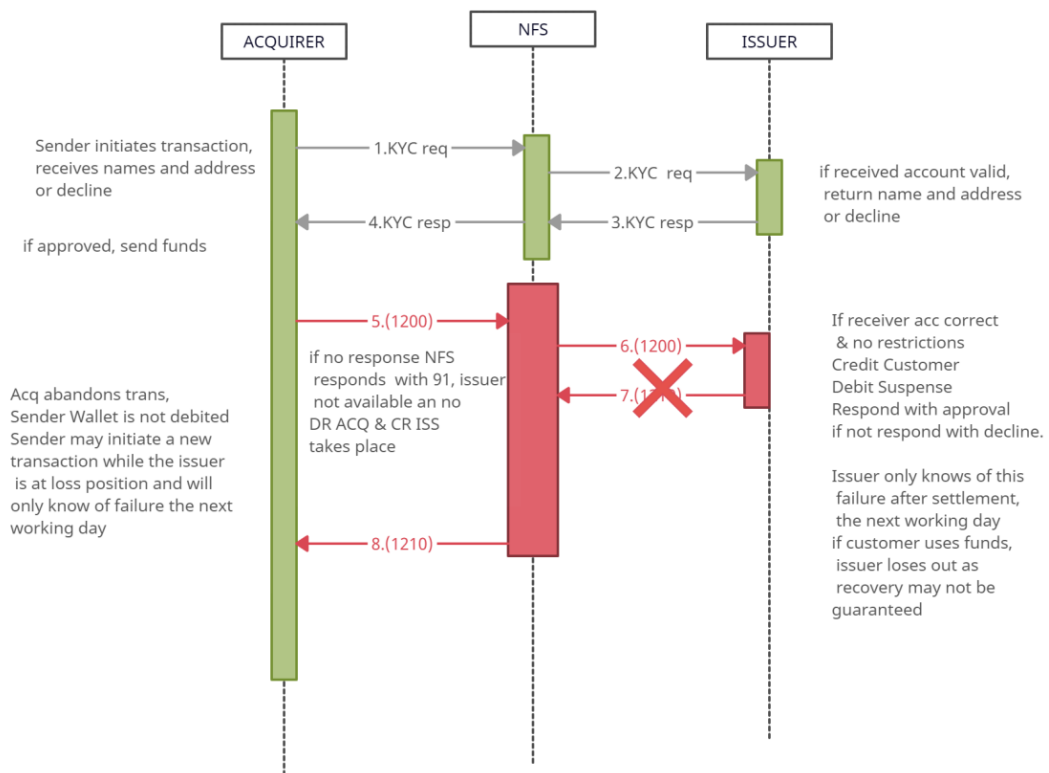 ACQUIRER
NFS
ISSUER
Sender initiates transaction,
receives names and address
or decline
1.KYC req
2.KYC req
if received account valid,
return name and address
or decline
4.KYC resp
3.KYC resp
if approved, send funds
5.(1200)
6.(1200)
If receiver acc correct
& no restrictions
Credit Customer
Debit Suspense
Respond with approval
if not respond with decline.
if no response NFS
responds with 91, issuer
not available an no
DR ACQ & CR ISS
takes place
Acq abandons trans,
Sender Wallet is not debited
Sender may initiate a new
transaction while the issuer
is at loss position and will
only know of failure the next
working day
Issuer only knows of this
failure after settlement,
the next working day
if customer uses funds,
issuer loses out as
recovery may not be
guaranteed
8.(1210)